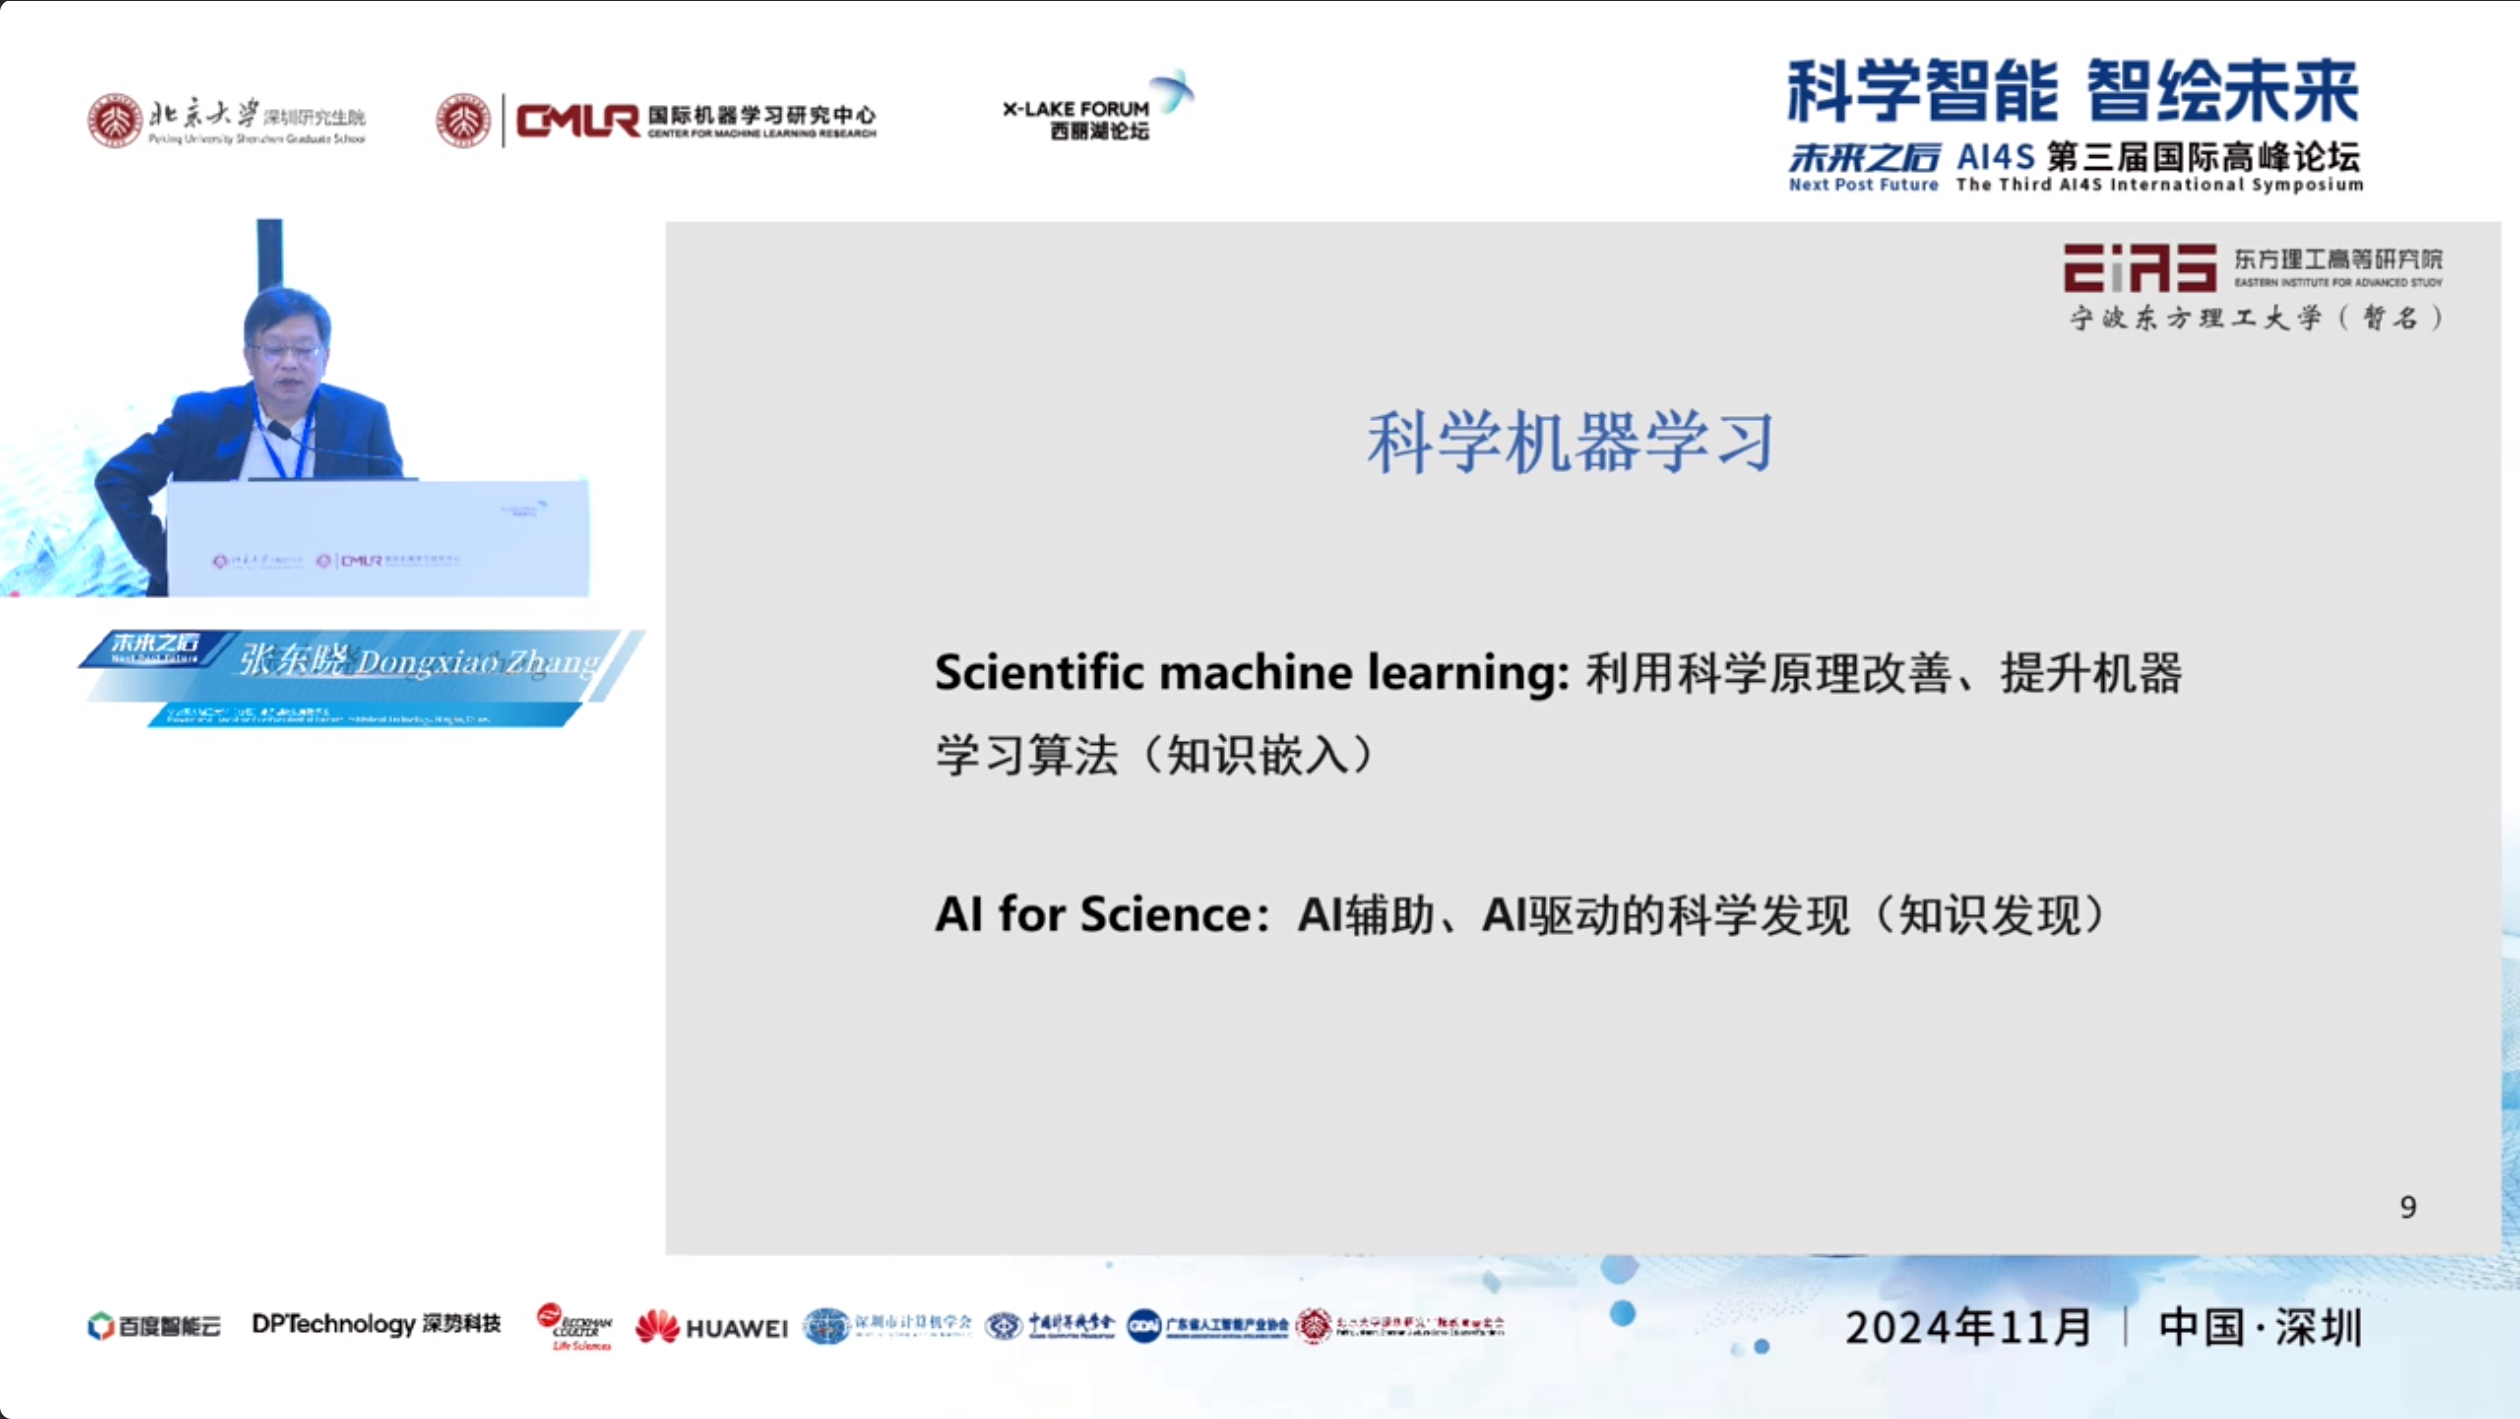 北京大学 深圳研究生院
Peking University Shenzhen Graduate School
CMLR 国际机器学习研究中心
CENTER FOR MACHINE LEARNING RESEARCH
X-LAKE FORUM
西丽湖论坛
科学智能 智绘未来
未来之后 AI4S 第三届国际高峰论坛
Next Post Future The Third AI4S International Symposium
EIAS 东方理工高等研究院
EASTERN INSTITUTE FOR ADVANCED STUDY
宁波东方理工大学（暂名）
未来之后
Next Post Future
张东晓 Dongxiao Zhang
CMLR
科学机器学习
Scientific machine learning: 利用科学原理改善、提升机器
学习算法（知识嵌入）
AI for Science：AI辅助、AI驱动的科学发现（知识发现）
9
百度智能云
DPTechnology 深势科技
BECKMAN
COULTER
Life Sciences
HUAWEI
深圳市计算机学会
GDAI 广东省人工智能产业协会
2024年11月 | 中国·深圳